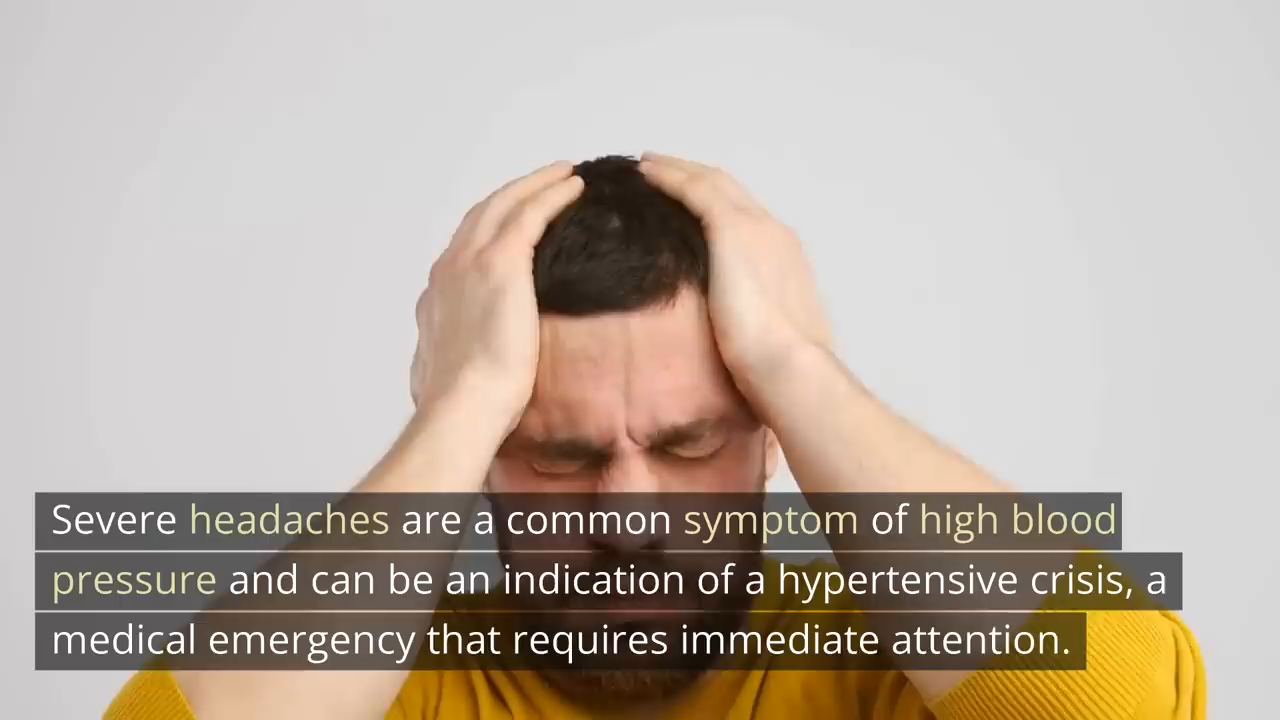 Severe headaches are a common symptom of high blood
pressure and can be an indication of a hypertensive crisis, a
medical emergency that requires immediate attention.